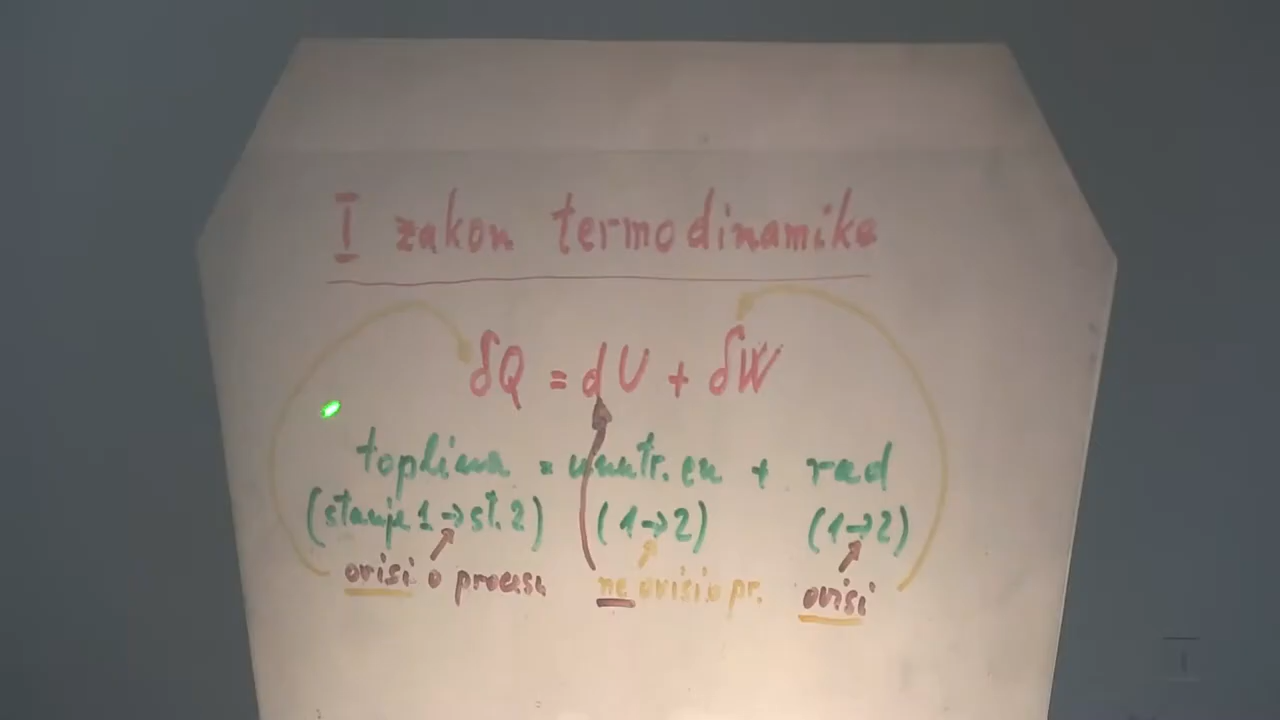 I zakon termodinamike
δQ = dU + δW
toplina = unutr. en + rad
(stanje 1 → st. 2) (1 → 2) (1 → 2)
ovisi o procesu ne ovisi o pr. ovisi